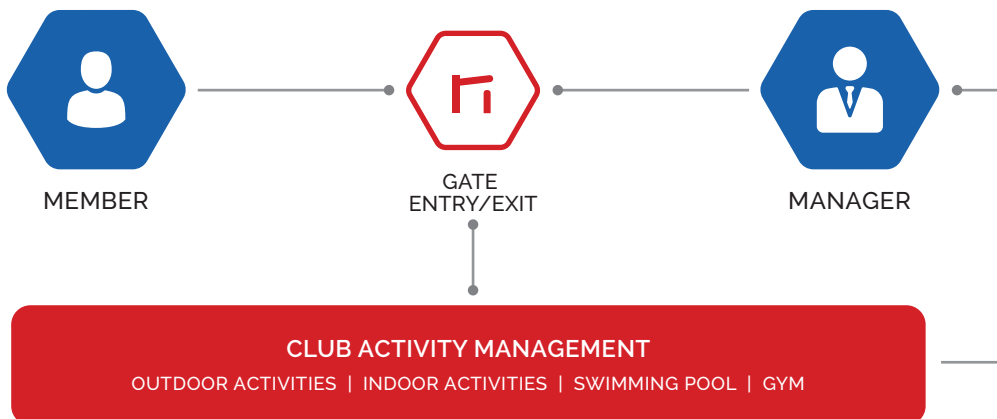 MEMBER
GATE
ENTRY/EXIT
MANAGER
CLUB ACTIVITY MANAGEMENT
OUTDOOR ACTIVITIES | INDOOR ACTIVITIES | SWIMMING POOL | GYM